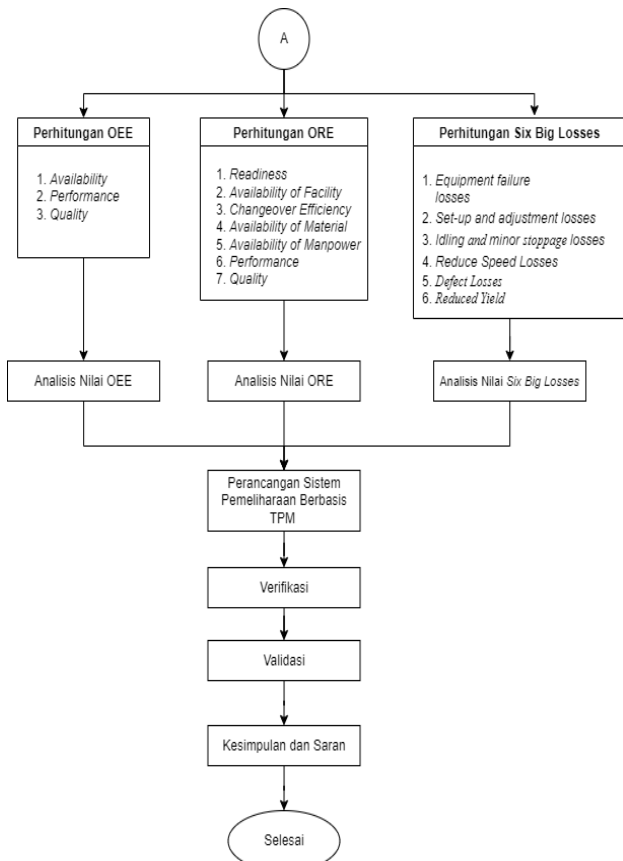 A
Perhitungan OEE
1. Availability
2. Performance
3. Quality
Perhitungan ORE
1. Readiness
2. Availability of Facility
3. Changeover Efficiency
4. Availability of Material
5. Availability of Manpower
6. Performance
7. Quality
Perhitungan Six Big Losses
1. Equipment failure
losses
2. Set-up and adjustment losses
3. Idling and minor stoppage losses
4. Reduce Speed Losses
5. Defect Losses
6. Reduced Yield
Analisis Nilai OEE
Analisis Nilai ORE
Analisis Nilai Six Big Losses
Perancangan Sistem
Pemeliharaan Berbasis
TPM
Verifikasi
Validasi
Kesimpulan dan Saran
Selesai